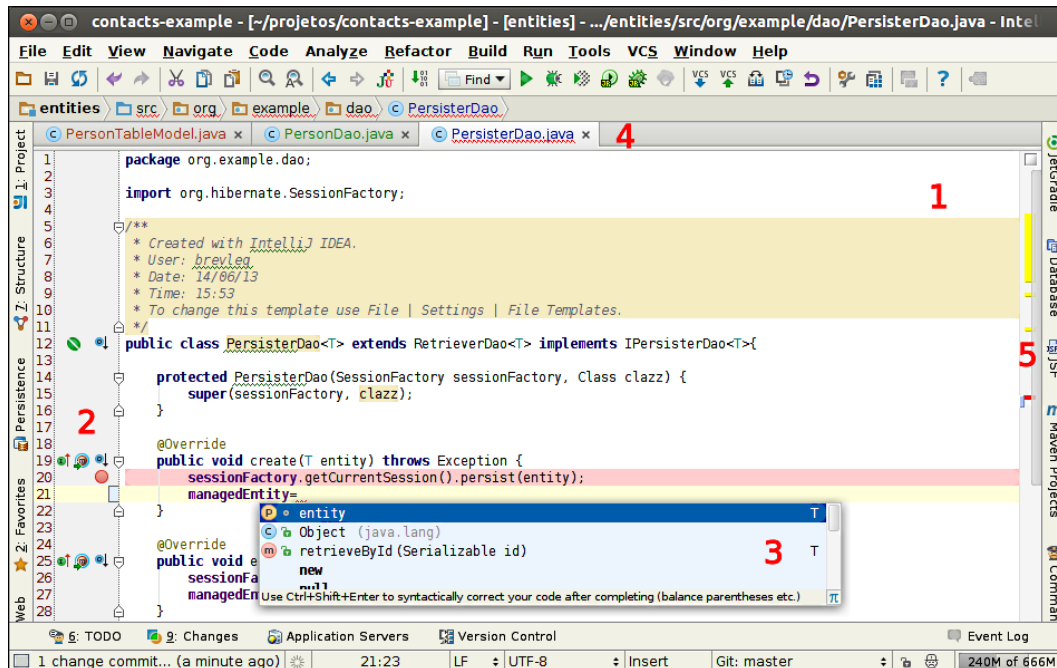 contacts-example - [~/projetos/contacts-example] - [entities] - .../entities/src/org/example/dao/PersisterDao.java - Intel
File Edit View Navigate Code Analyze Refactor Build Run Tools VCS Window Help
Find VCS VCS ?
entities src org example dao PersisterDao
PersonTableModel.java PersonDao.java PersisterDao.java 4
1: Project
7: Structure
Persistence
2: Favorites
Web
1 package org.example.dao;
2
3 import org.hibernate.SessionFactory;
4
1
5 /**
6 * Created with IntelliJ IDEA.
7 * User: brevleq
8 * Date: 14/06/13
9 * Time: 15:53
10 * To change this template use File | Settings | File Templates.
11 */
12 public class PersisterDao<T> extends RetrieverDao<T> implements IPersisterDao<T>{
13
5
14 protected PersisterDao(SessionFactory sessionFactory, Class clazz) {
15 super(sessionFactory, clazz);
16 }
17
2
18 @Override
19 public void create(T entity) throws Exception {
20 sessionFactory.getCurrentSession().persist(entity);
21 managedEntity=
22 }
23
24 @Override
25 public void e
26 sessionFa
27 managedEn
28 }
entity T
Object (java.lang)
retrieveById(Serializable id) T
3
new
null
Use Ctrl+Shift+Enter to syntactically correct your code after completing (balance parentheses etc.) π
JetGradle
Database
JSF
Maven Projects
Comman
6: TODO 9: Changes Application Servers Version Control Event Log
1 change commit... (a minute ago) 21:23 LF UTF-8 Insert Git: master 240M of 666M